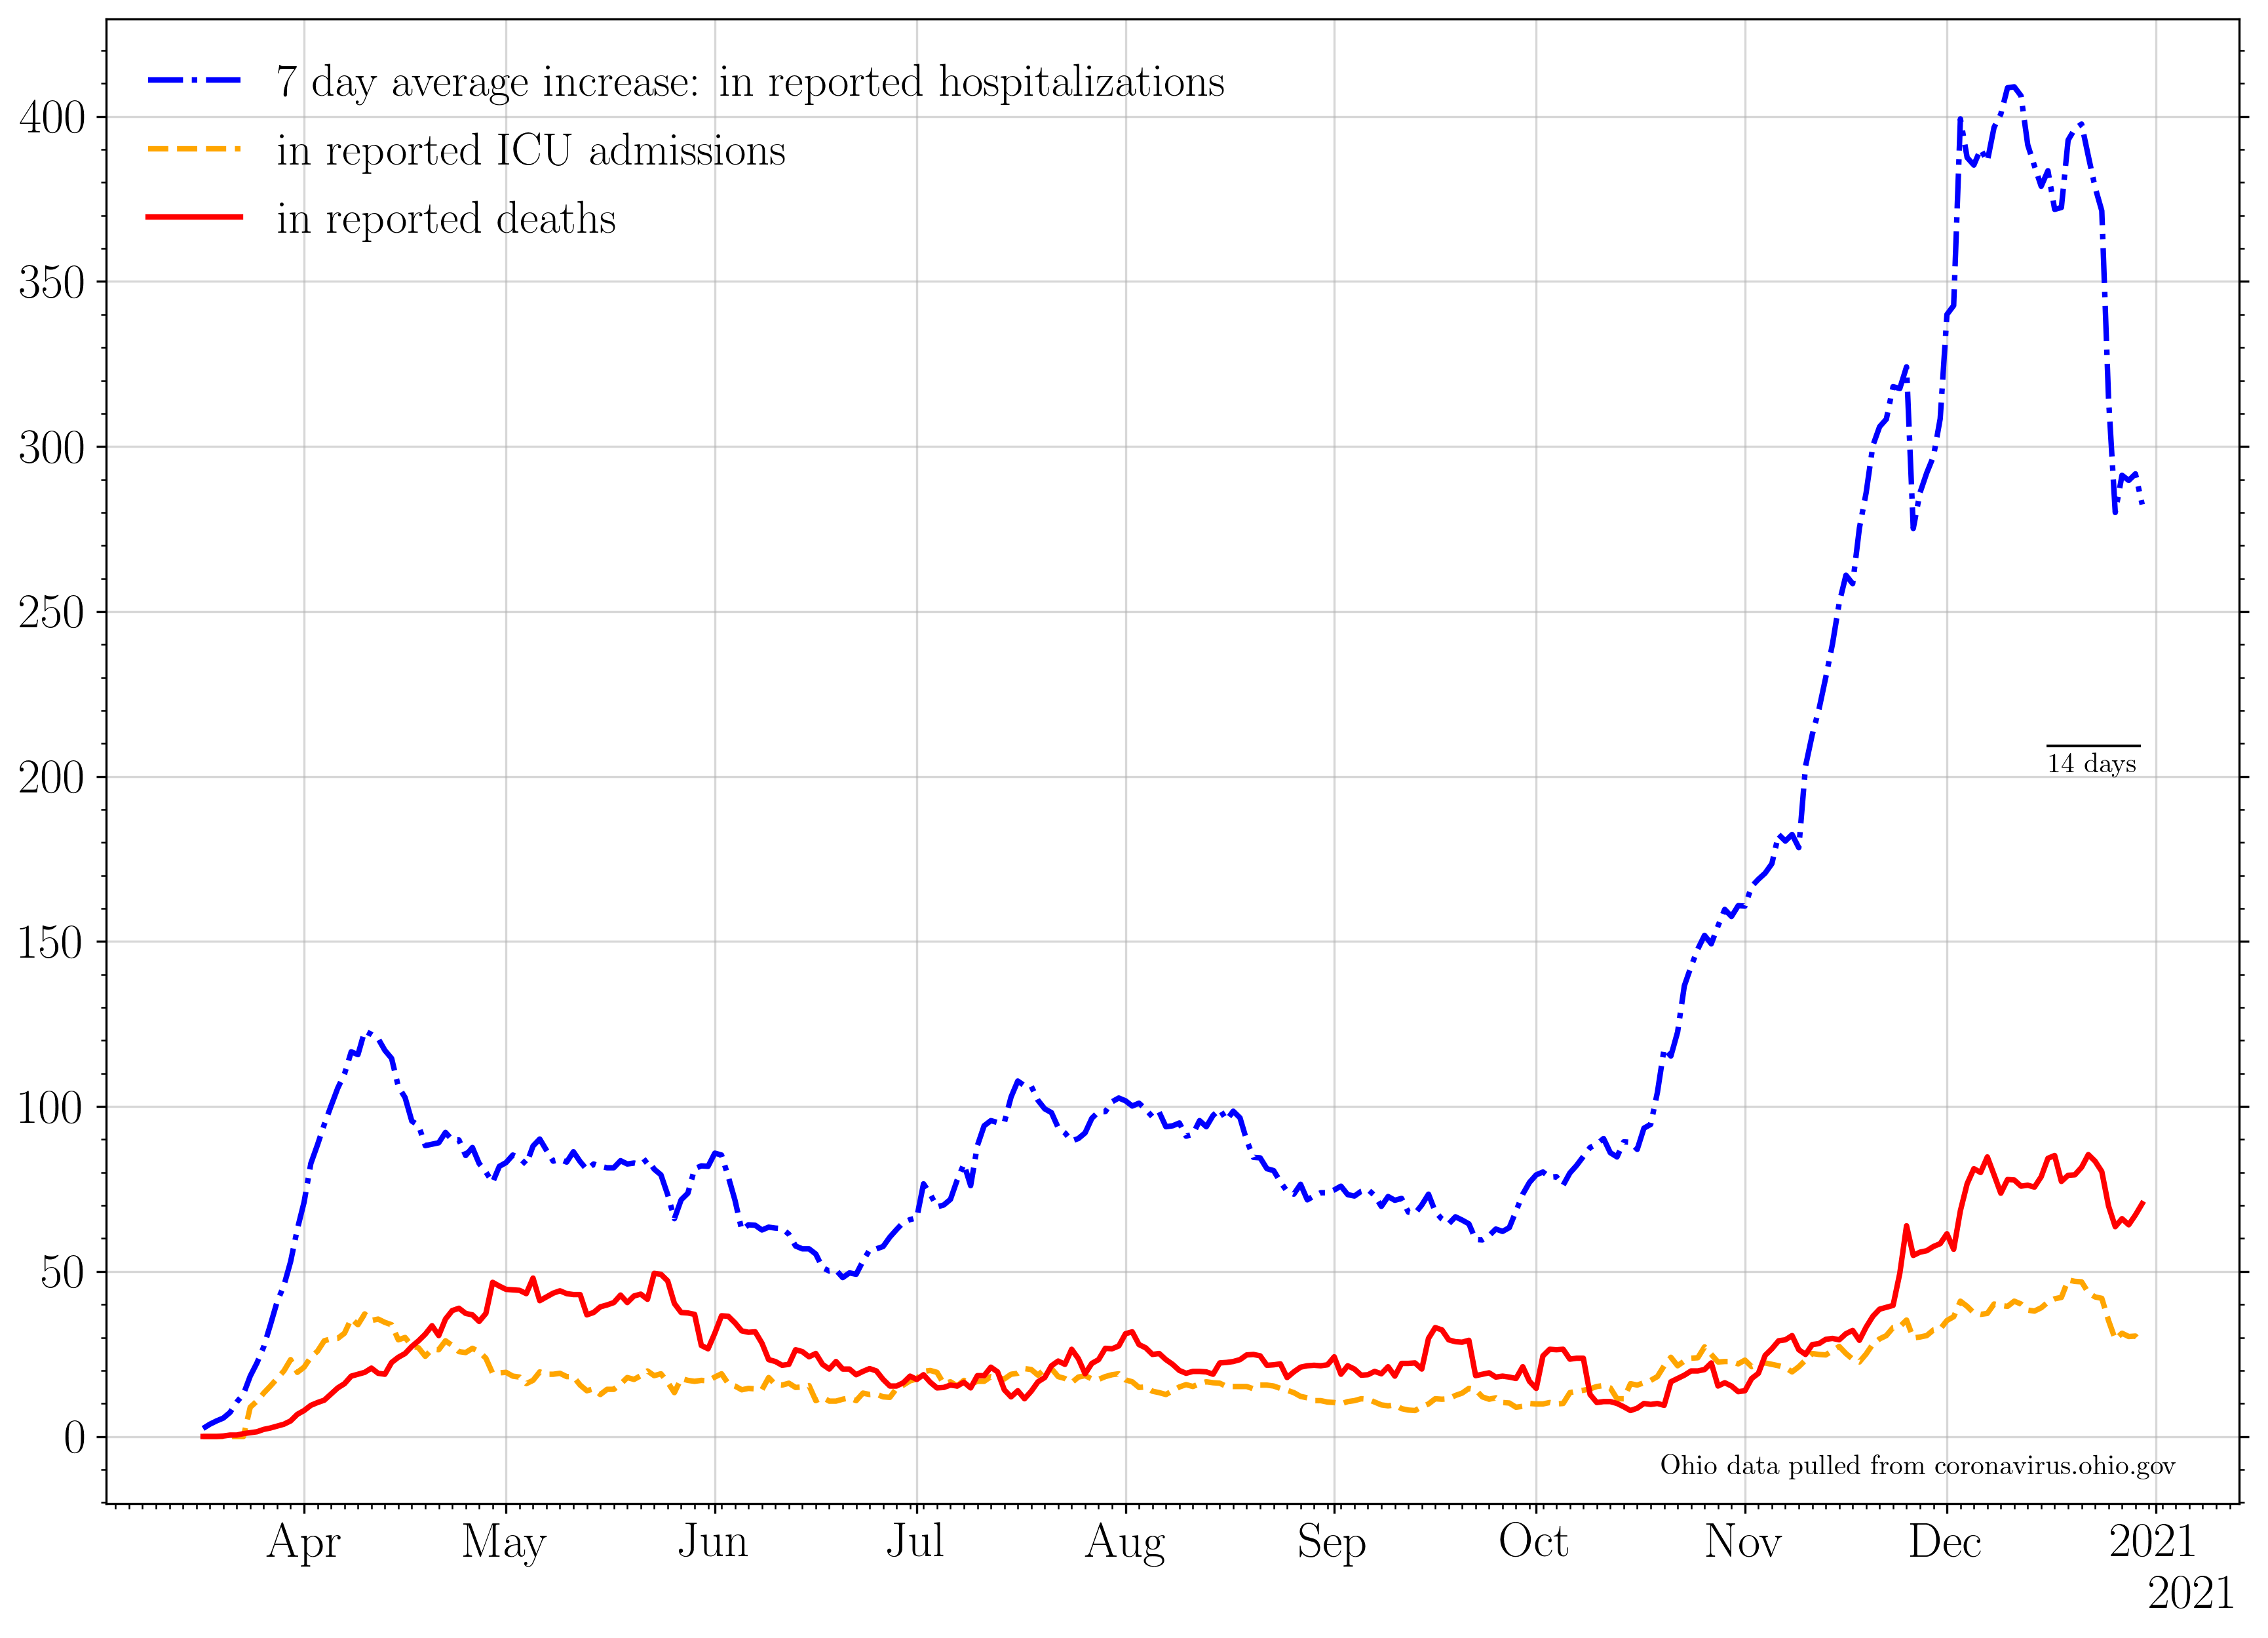 7 day average increase: in reported hospitalizations
in reported ICU admissions
in reported deaths
400
350
300
250
200
150
100
50
0
14 days
Ohio data pulled from coronavirus.ohio.gov
Apr May Jun Jul Aug Sep Oct Nov Dec 2021
2021